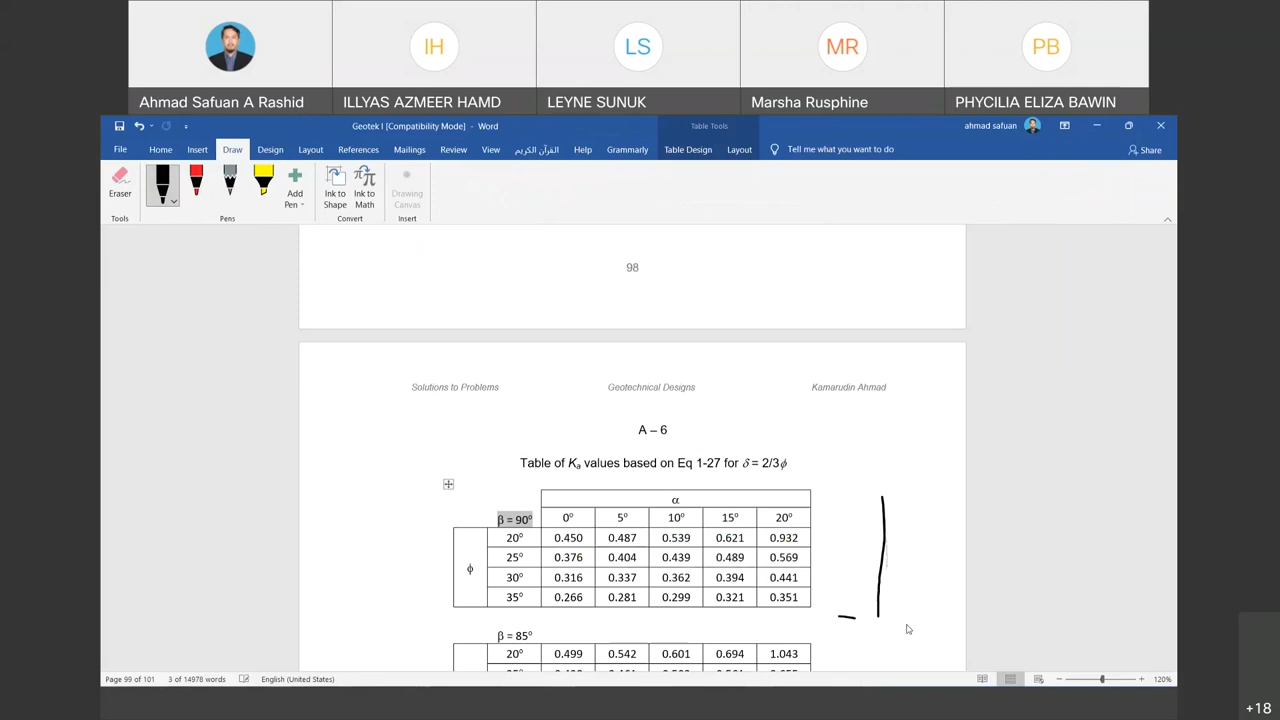 IH
LS
MR
PB
Ahmad Safuan A Rashid
ILLYAS AZMEER HAMD
LEYNE SUNUK
Marsha Rusphine
PHYCILIA ELIZA BAWIN
Geotek I [Compatibility Mode] - Word
Table Tools
ahmad safuan
File Home Insert Draw Design Layout References Mailings Review View القرآن الكريم Help Grammarly Table Design Layout Tell me what you want to do Share
Eraser
Add Pen
Ink to Shape
Ink to Math
Drawing Canvas
Tools Pens Convert Insert
98
Solutions to Problems Geotechnical Designs Kamarudin Ahmad
A – 6
Table of Ka values based on Eq 1-27 for δ = 2/3ϕ
α
β = 90° 0° 5° 10° 15° 20°
20° 0.450 0.487 0.539 0.621 0.932
25° 0.376 0.404 0.439 0.489 0.569
ϕ
30° 0.316 0.337 0.362 0.394 0.441
35° 0.266 0.281 0.299 0.321 0.351
β = 85°
20° 0.499 0.542 0.601 0.694 1.043
Page 99 of 101 3 of 14978 words English (United States) 120%
+18